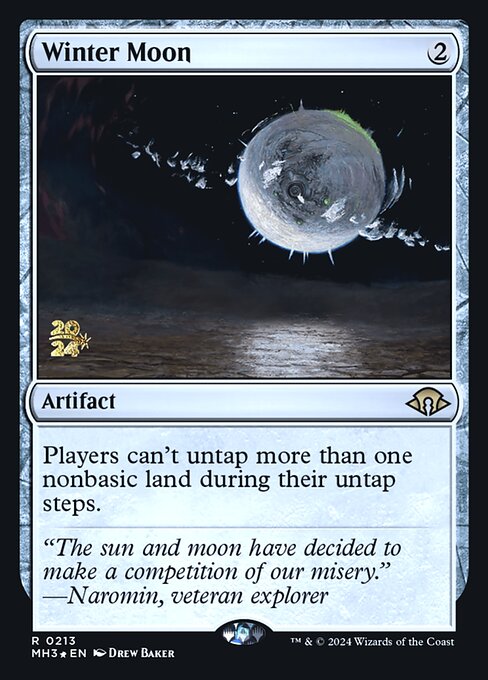 Winter Moon 2
20
24
Artifact
Players can't untap more than one
nonbasic land during their untap
steps.
"The sun and moon have decided to
make a competition of our misery."
—Naromin, veteran explorer
R 0213
MH3★EN Drew Baker
™ & © 2024 Wizards of the Coast